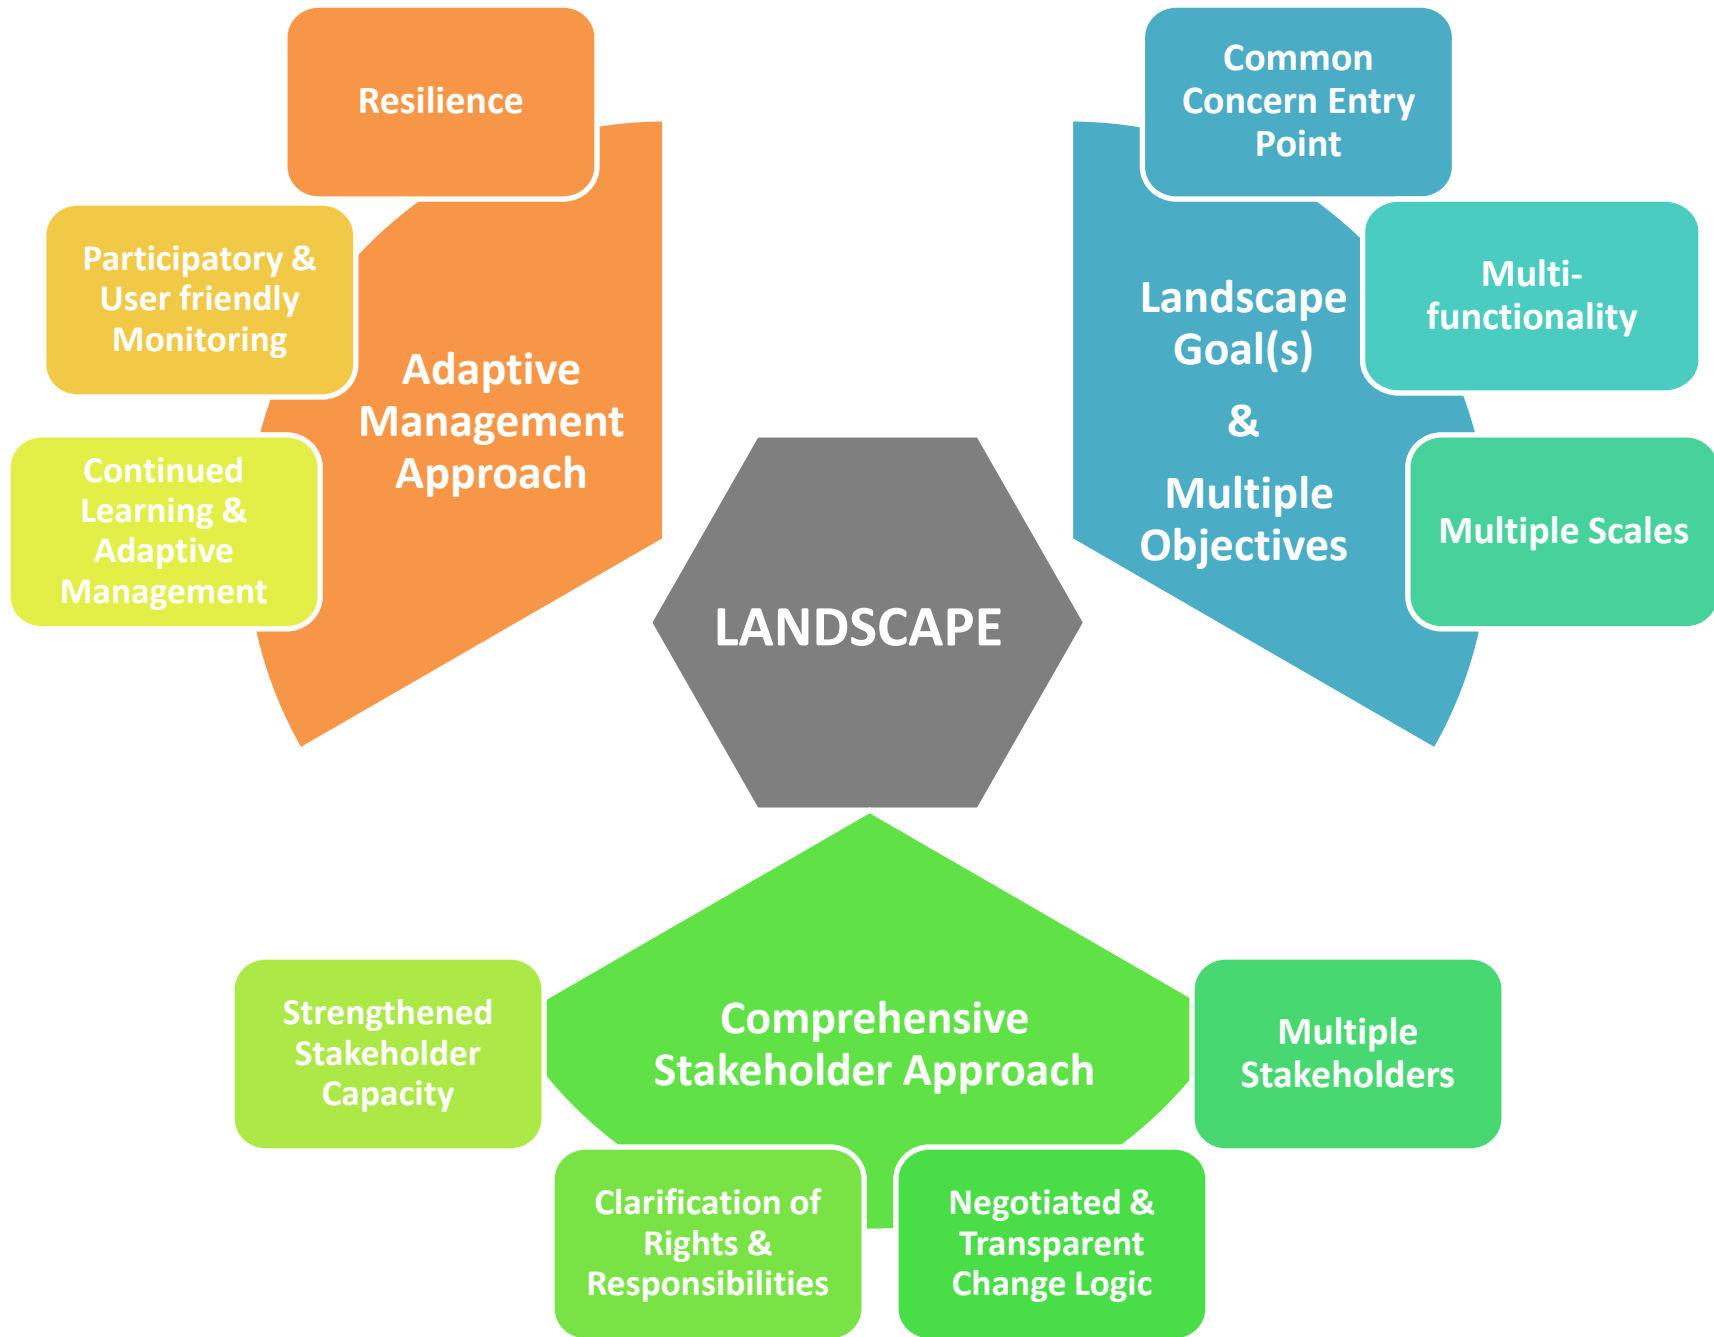 Resilience
Participatory &
User friendly
Monitoring
Continued
Learning &
Adaptive
Management
Adaptive
Management
Approach
Common
Concern Entry
Point
Multi-
functionality
Multiple Scales
Landscape
Goal(s)
&
Multiple
Objectives
LANDSCAPE
Comprehensive
Stakeholder Approach
Strengthened
Stakeholder
Capacity
Clarification of
Rights &
Responsibilities
Negotiated &
Transparent
Change Logic
Multiple
Stakeholders